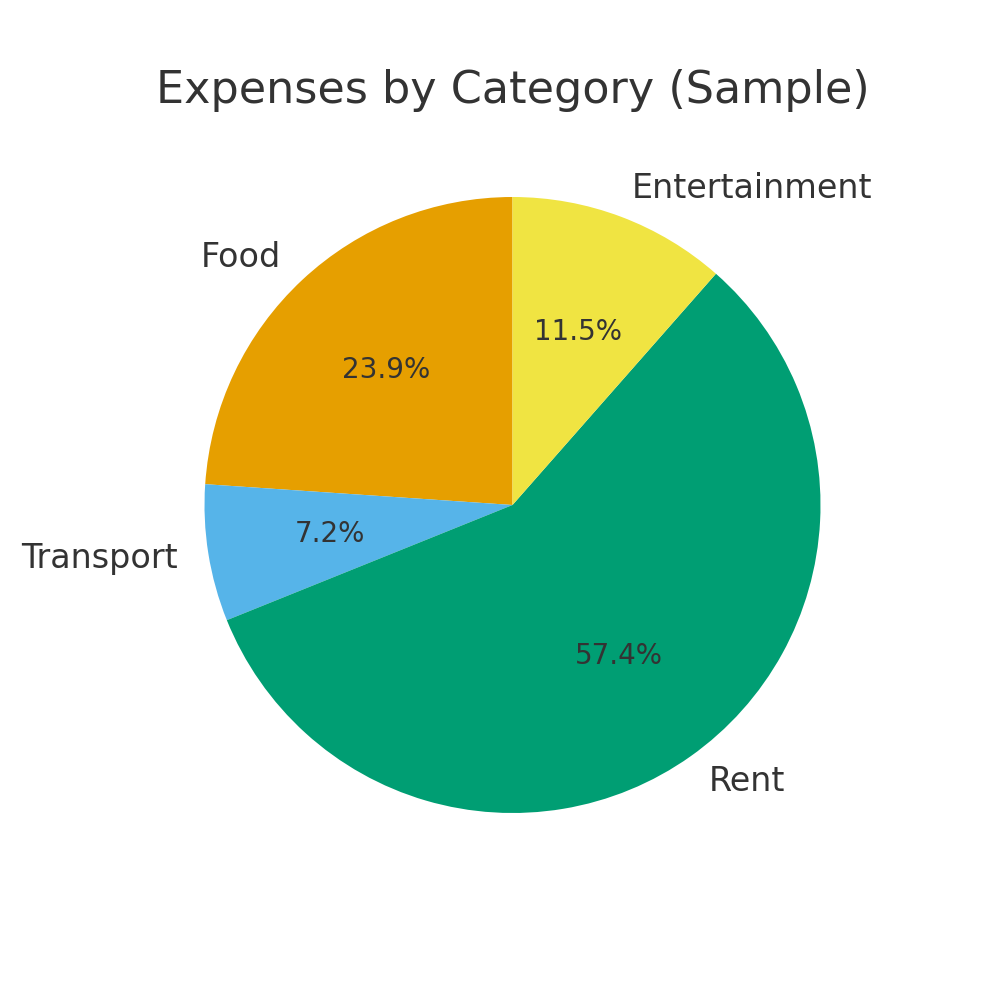 Expenses by Category (Sample)
Entertainment
Food
11.5%
23.9%
7.2%
Transport
57.4%
Rent